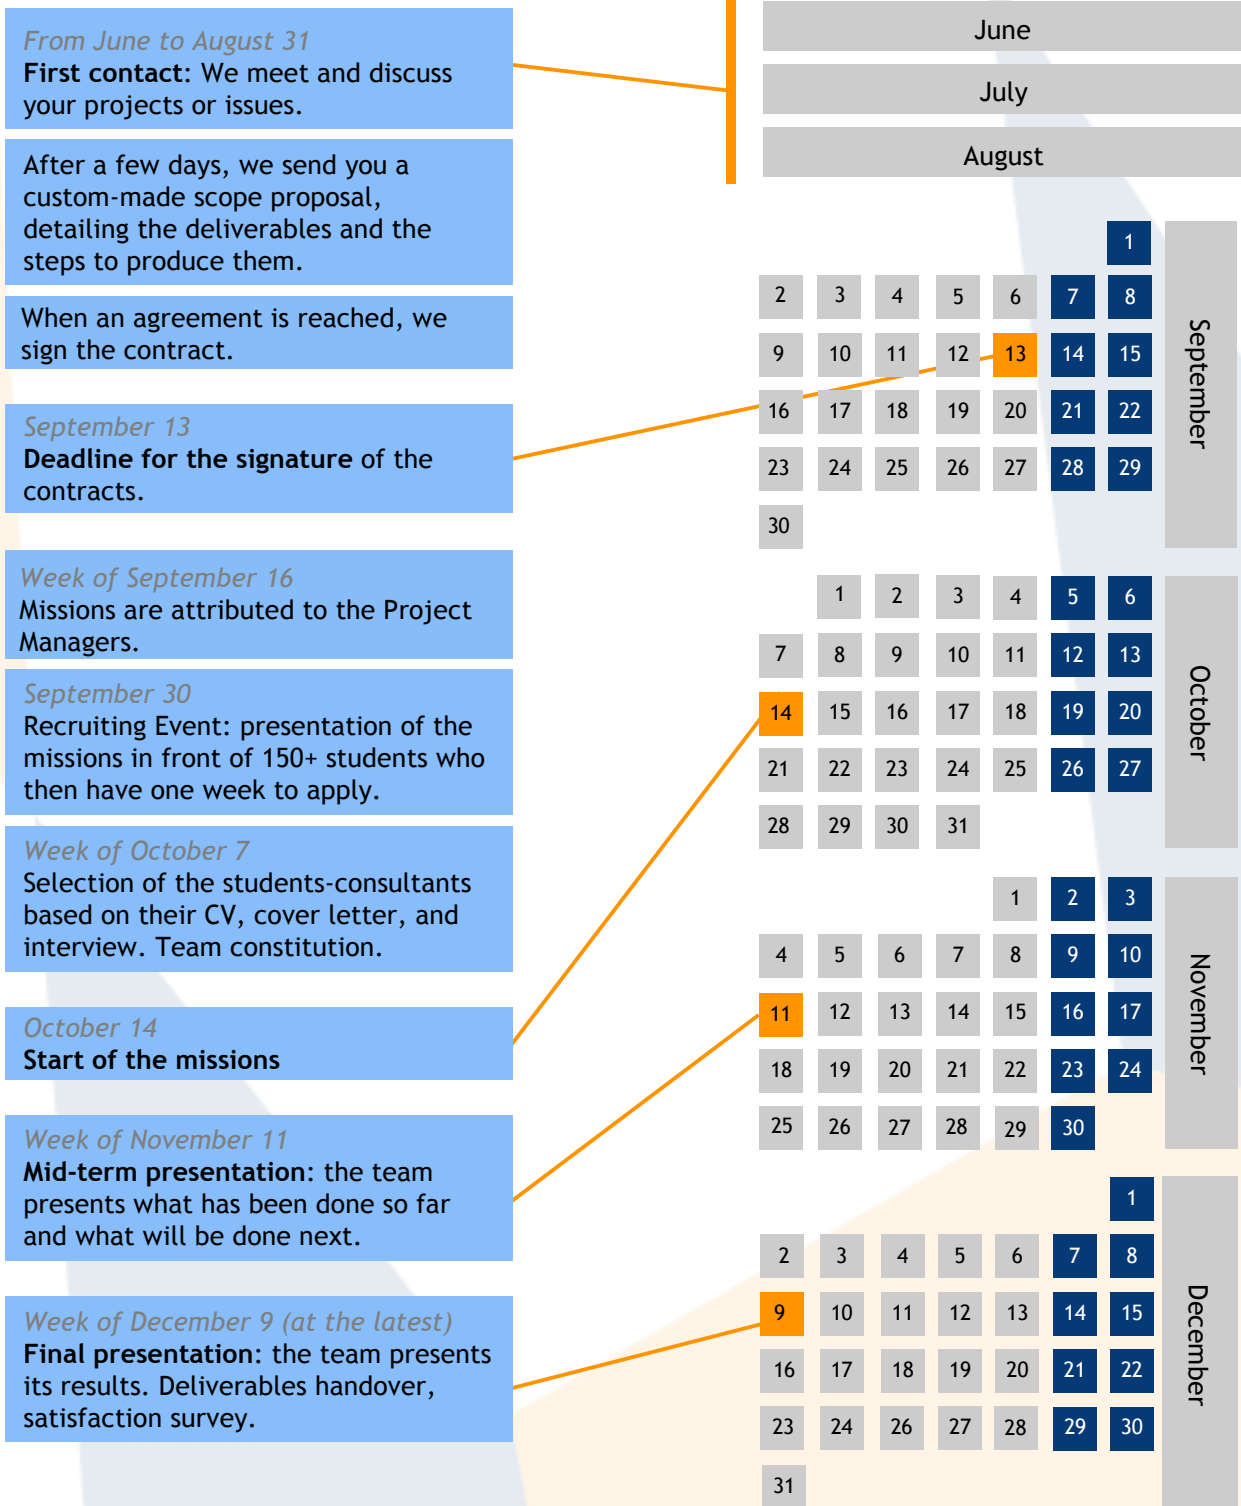 From June to August 31
First contact: We meet and discuss
your projects or issues.
After a few days, we send you a
custom-made scope proposal,
detailing the deliverables and the
steps to produce them.
When an agreement is reached, we
sign the contract.
September 13
Deadline for the signature of the
contracts.
Week of September 16
Missions are attributed to the Project
Managers.
September 30
Recruiting Event: presentation of the
missions in front of 150+ students who
then have one week to apply.
Week of October 7
Selection of the students-consultants
based on their CV, cover letter, and
interview. Team constitution.
October 14
Start of the missions
Week of November 11
Mid-term presentation: the team
presents what has been done so far
and what will be done next.
Week of December 9 (at the latest)
Final presentation: the team presents
its results. Deliverables handover,
satisfaction survey.
June
July
August
September
1
2 3 4 5 6 7 8
9 10 11 12 13 14 15
16 17 18 19 20 21 22
23 24 25 26 27 28 29
30
October
1 2 3 4 5 6
7 8 9 10 11 12 13
14 15 16 17 18 19 20
21 22 23 24 25 26 27
28 29 30 31
November
1 2 3
4 5 6 7 8 9 10
11 12 13 14 15 16 17
18 19 20 21 22 23 24
25 26 27 28 29 30
December
1
2 3 4 5 6 7 8
9 10 11 12 13 14 15
16 17 18 19 20 21 22
23 24 26 27 28 29 30
31